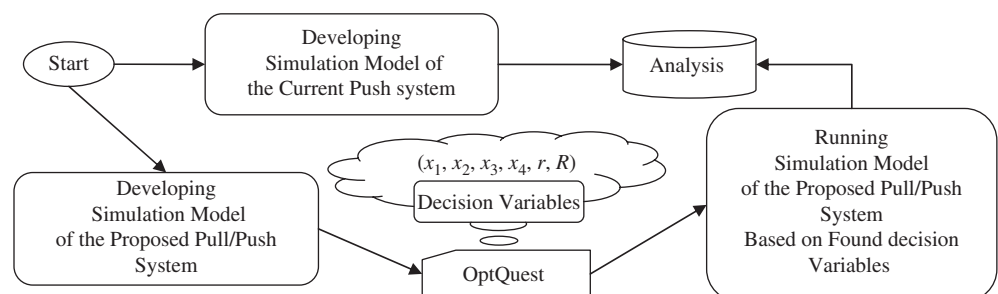 Start
Developing
Simulation Model of
the Current Push system
Analysis
(x1, x2, x3, x4, r, R)
Decision Variables
Developing
Simulation Model
of the Proposed Pull/Push
System
OptQuest
Running
Simulation Model
of the Proposed Pull/Push
System
Based on Found decision
Variables